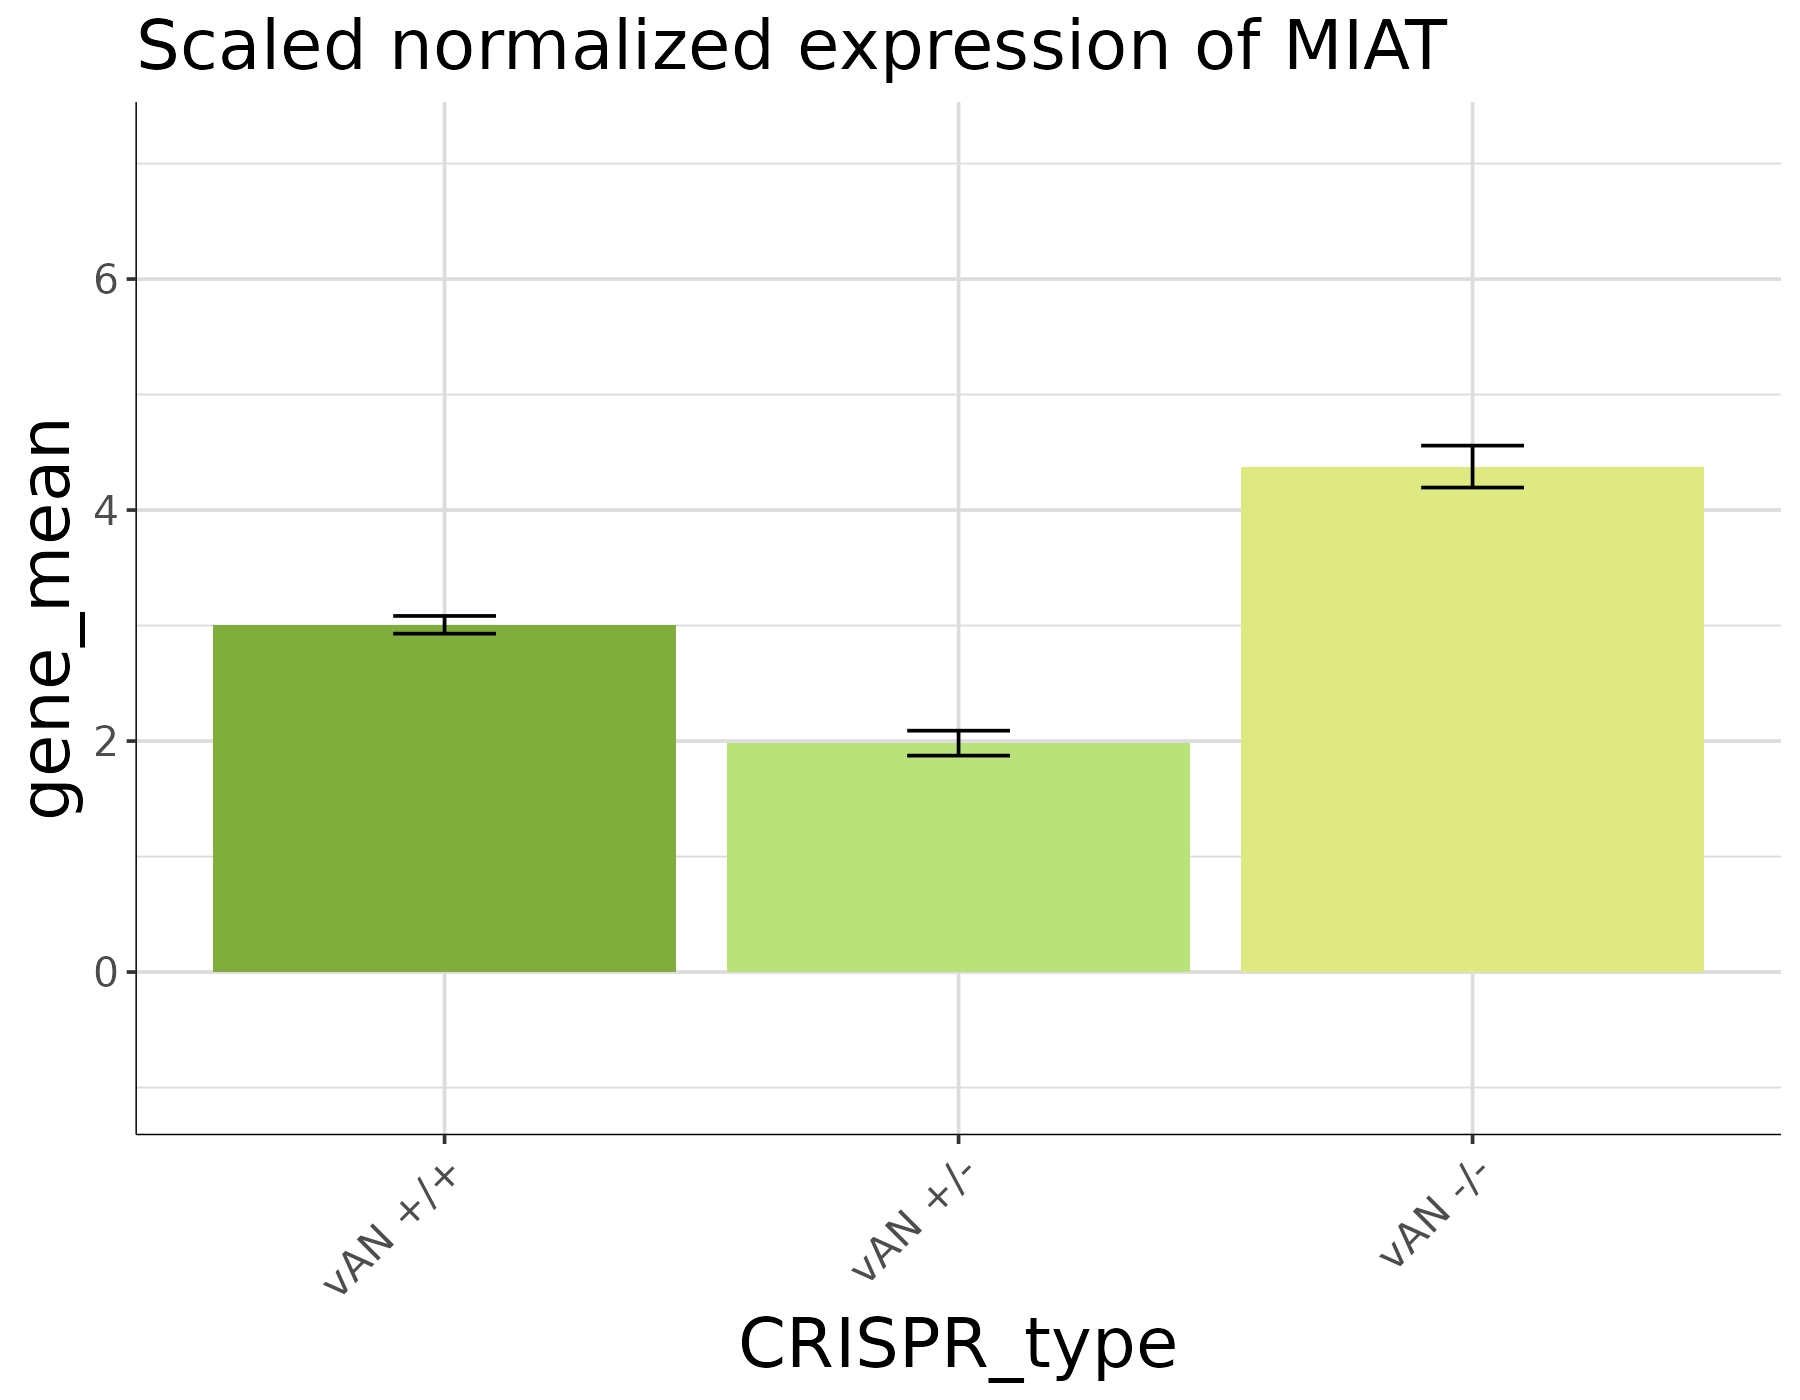 Scaled normalized expression of MIAT
gene_mean
6
4
2
0
vAN +/+
vAN +/-
vAN -/-
CRISPR_type